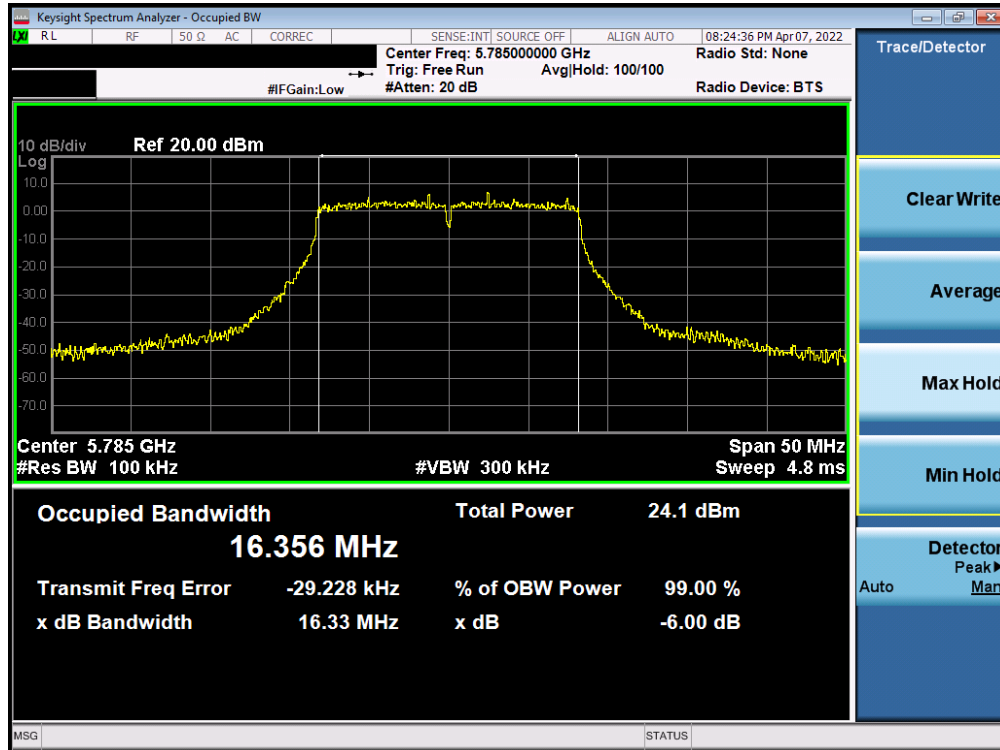 Keysight Spectrum Analyzer - Occupied BW
LXI RL RF 50 Ω AC CORREC SENSE:INT SOURCE OFF ALIGN AUTO 08:24:36 PM Apr 07, 2022
Center Freq: 5.785000000 GHz Radio Std: None
Trig: Free Run Avg|Hold: 100/100
#IFGain:Low #Atten: 20 dB Radio Device: BTS
Trace/Detector
10 dB/div Ref 20.00 dBm
Log
10.0
0.00
-10.0
-20.0
-30.0
-40.0
-50.0
-60.0
-70.0
Center 5.785 GHz Span 50 MHz
#Res BW 100 kHz #VBW 300 kHz Sweep 4.8 ms
Occupied Bandwidth Total Power 24.1 dBm
16.356 MHz
Transmit Freq Error -29.228 kHz % of OBW Power 99.00 %
x dB Bandwidth 16.33 MHz x dB -6.00 dB
Clear Write
Average
Max Hold
Min Hold
Detector
Peak▶
Auto Man
MSG STATUS